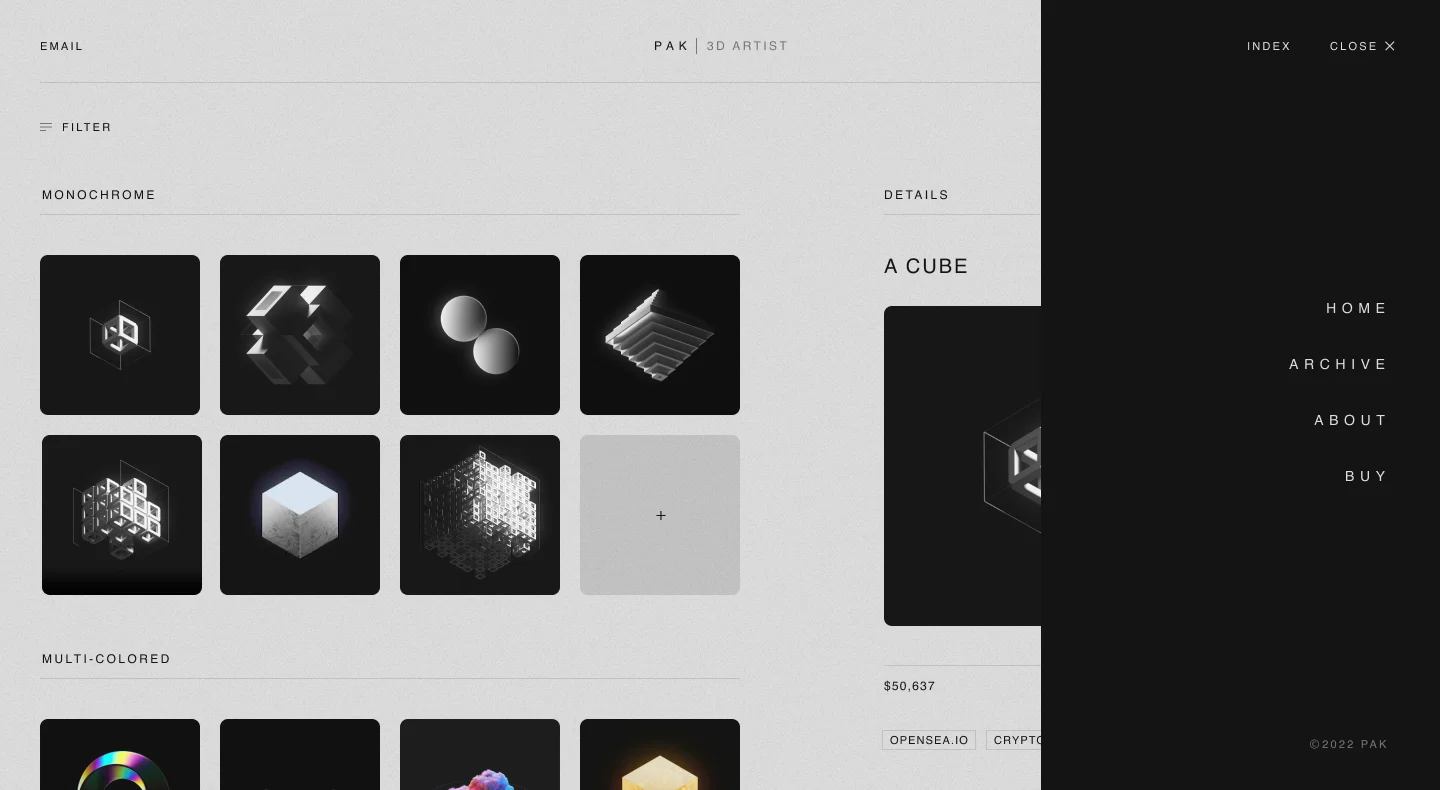 EMAIL
PAK | 3D ARTIST
INDEX
CLOSE
FILTER
MONOCHROME
+
MULTI-COLORED
DETAILS
A CUBE
$50,637
OPENSEA.IO
CRYPTO
HOME
ARCHIVE
ABOUT
BUY
©2022 PAK